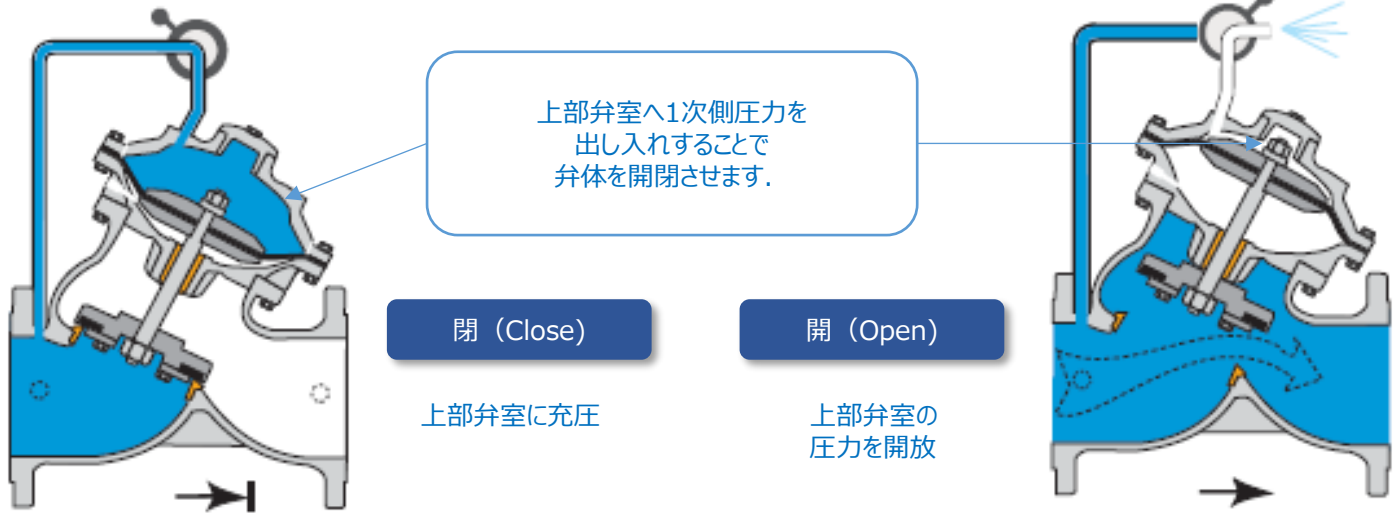 上部弁室へ1次側圧力を
出し入れすることで
弁体を開閉させます.
閉（Close)
開（Open)
上部弁室に充圧
上部弁室の
圧力を開放